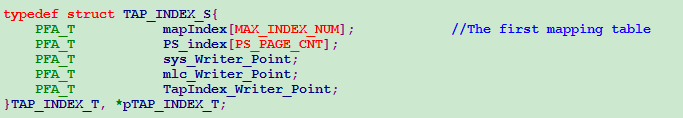 typedef struct TAP_INDEX_S{
PFA_T mapIndex[MAX_INDEX_NUM]; //The first mapping table
PFA_T PS_index[PS_PAGE_CNT];
PFA_T sys_Writer_Point;
PFA_T mlc_Writer_Point;
PFA_T TapIndex_Writer_Point;
}TAP_INDEX_T, *pTAP_INDEX_T;